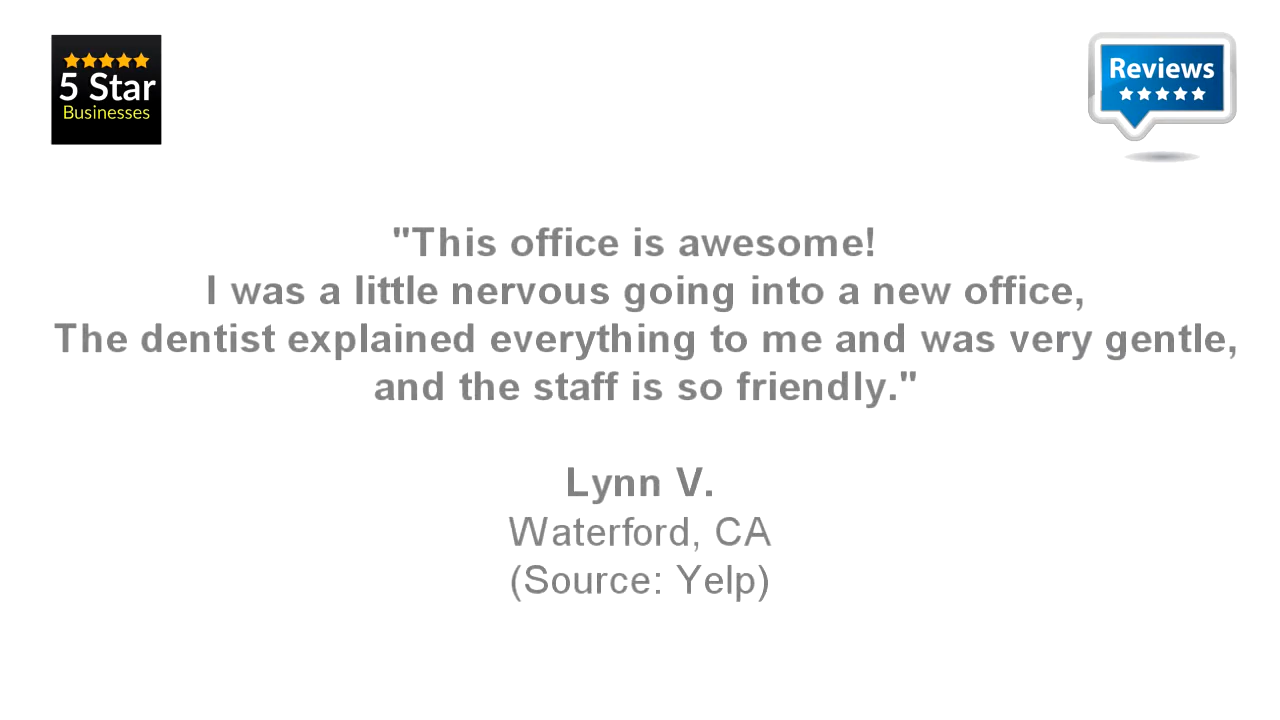 5 Star
Businesses
Reviews
"This office is awesome!
I was a little nervous going into a new office,
The dentist explained everything to me and was very gentle,
and the staff is so friendly."
Lynn V.
Waterford, CA
(Source: Yelp)